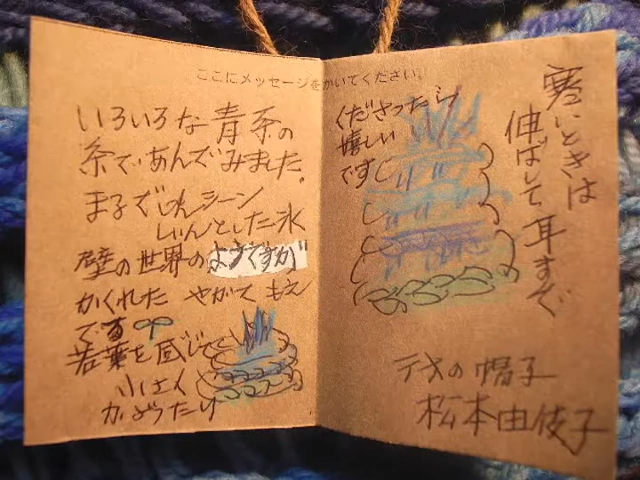 ここにメッセージをかいてください。
いろいろな青系の
糸であんでみました。
まるでしんシーン
しいんとした氷
壁の世界のようですが
かくれた やがて もえ
です
若葉を感じて
くださったら
嬉しい
です
寒いときは
伸ばして 耳まで
テキの帽子
松本由伎子